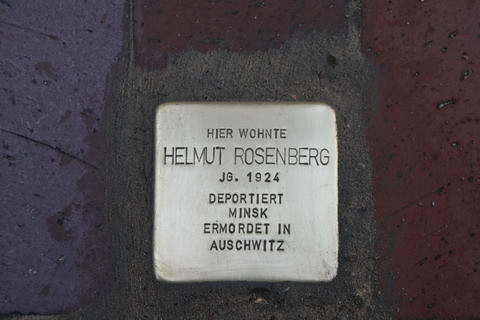 HIER WOHNTE
HELMUT ROSENBERG
JG. 1924
DEPORTIERT
MINSK
ERMORDET IN
AUSCHWITZ